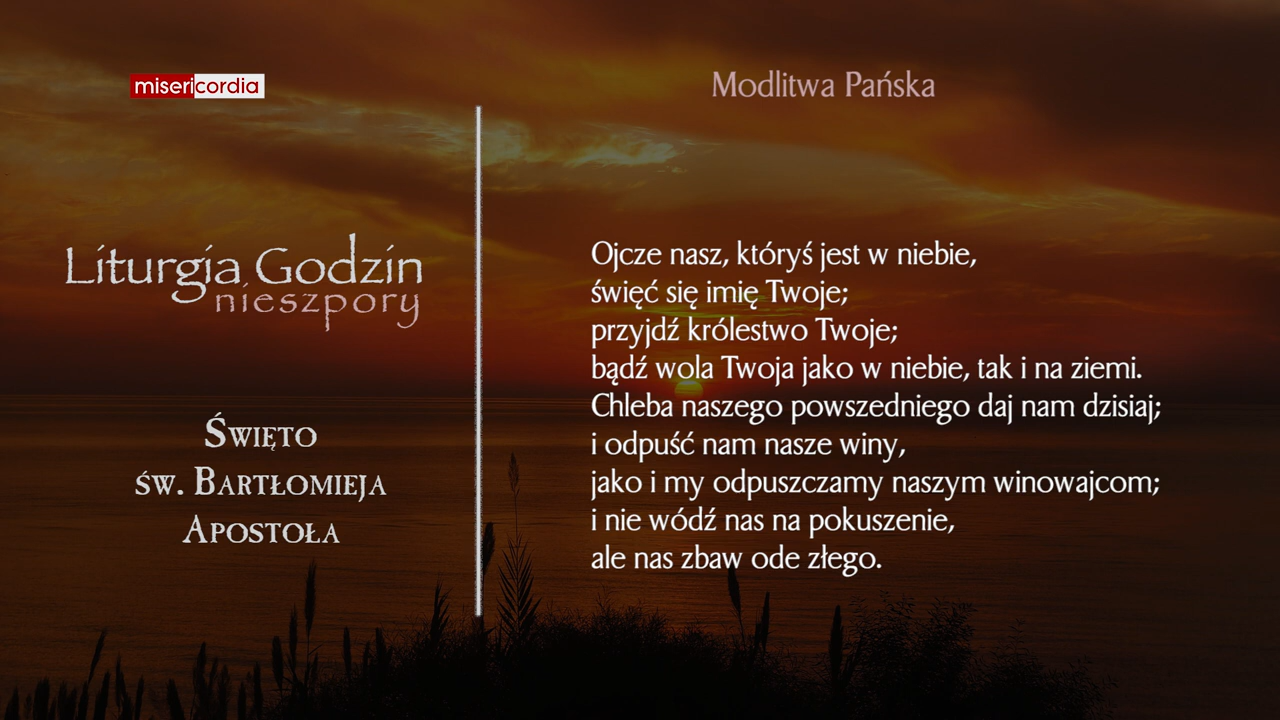 misericordia
Liturgia Godzin
nieszpory
Święto
św. Bartłomieja
Apostoła
Modlitwa Pańska
Ojcze nasz, któryś jest w niebie,
święć się imię Twoje;
przyjdź królestwo Twoje;
bądź wola Twoja jako w niebie, tak i na ziemi.
Chleba naszego powszedniego daj nam dzisiaj;
i odpuść nam nasze winy,
jako i my odpuszczamy naszym winowajcom;
i nie wódź nas na pokuszenie,
ale nas zbaw ode złego.